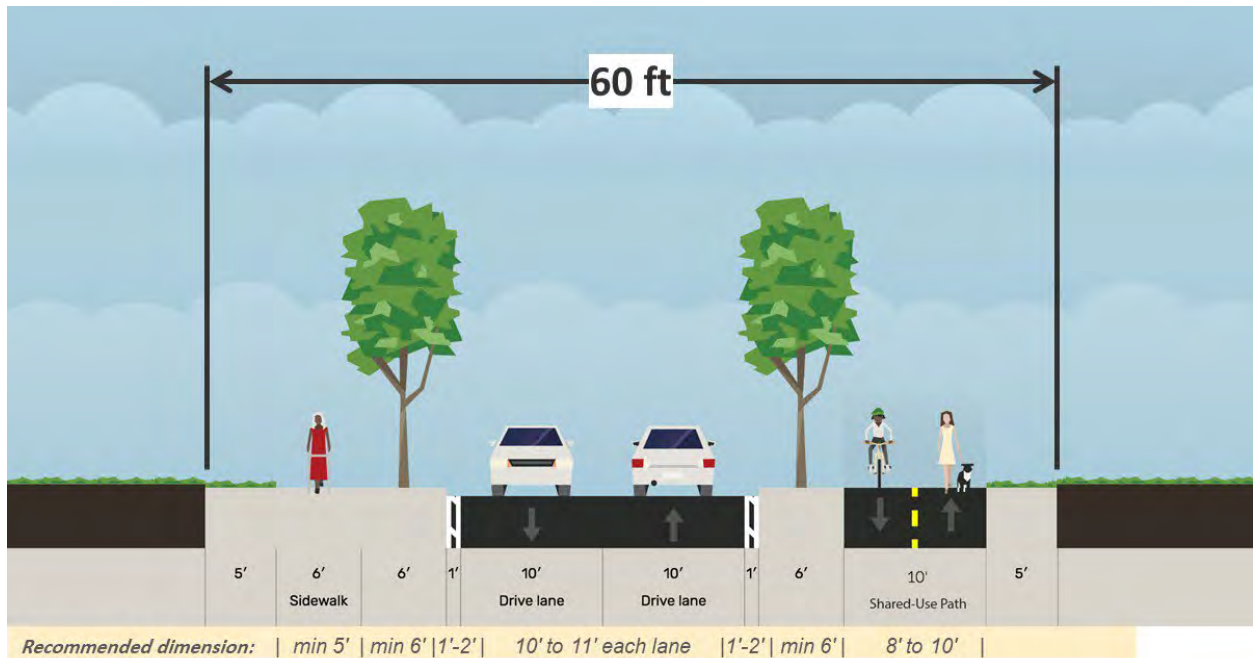 60 ft
5' 6' 6' 1' 10' 10' 1' 6' 10' 5'
Sidewalk Drive lane Drive lane Shared-Use Path
Recommended dimension: | min 5' | min 6' | 1'-2' | 10' to 11' each lane | 1'-2' | min 6' | 8' to 10' |